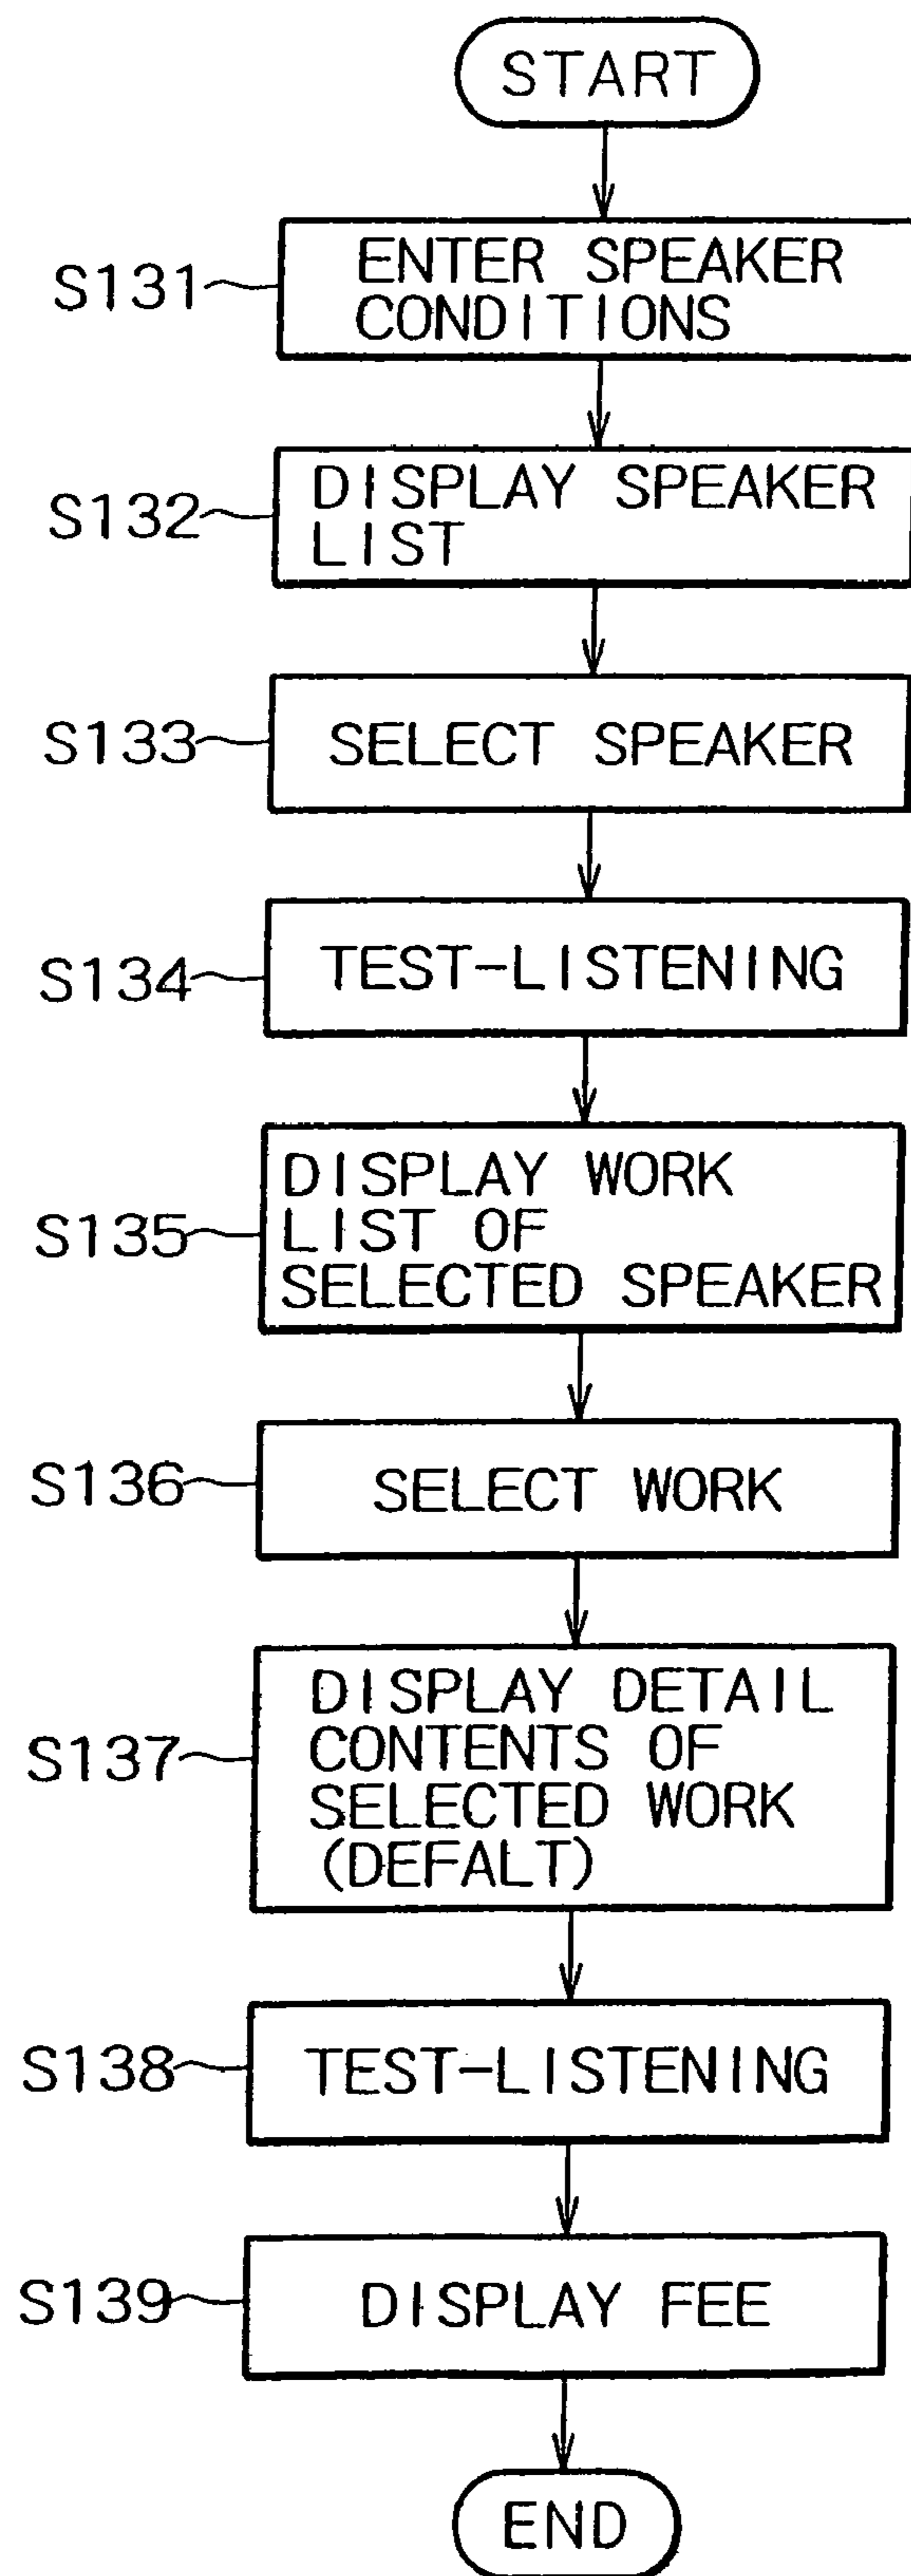 START
S131
ENTER SPEAKER
CONDITIONS
S132
DISPLAY SPEAKER
LIST
S133
SELECT SPEAKER
S134
TEST-LISTENING
S135
DISPLAY WORK
LIST OF
SELECTED SPEAKER
S136
SELECT WORK
S137
DISPLAY DETAIL
CONTENTS OF
SELECTED WORK
(DEFALT)
S138
TEST-LISTENING
S139
DISPLAY FEE
END